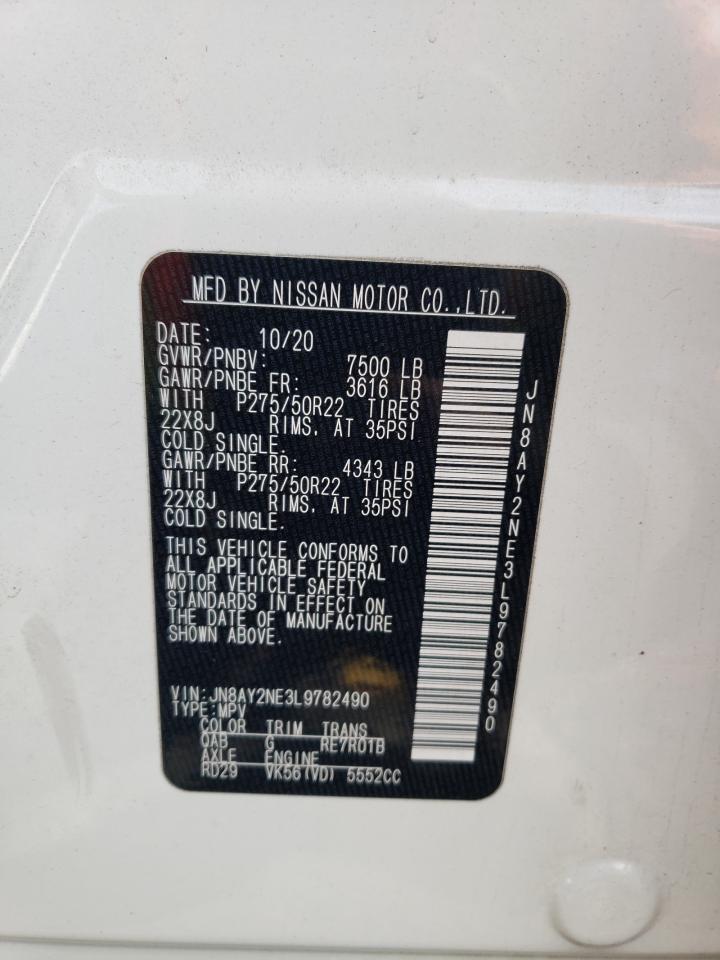 MFD BY NISSAN MOTOR CO.,LTD.
DATE: 10/20
GVWR/PNBV: 7500 LB
GAWR/PNBE FR: 3616 LB
WITH P275/50R22 TIRES
22X8J RIMS. AT 35PSI
COLD SINGLE.
GAWR/PNBE RR: 4343 LB
WITH P275/50R22 TIRES
22X8J RIMS. AT 35PSI
COLD SINGLE.
THIS VEHICLE CONFORMS TO
ALL APPLICABLE FEDERAL
MOTOR VEHICLE SAFETY
STANDARDS IN EFFECT ON
THE DATE OF MANUFACTURE
SHOWN ABOVE.
VIN:JN8AY2NE3L9782490
TYPE:MPV
COLOR TRIM TRANS
QAB G RE7R01B
AXLE ENGINE
RD29 VK56(VD) 5552CC
JN8AY2NE3L9782490